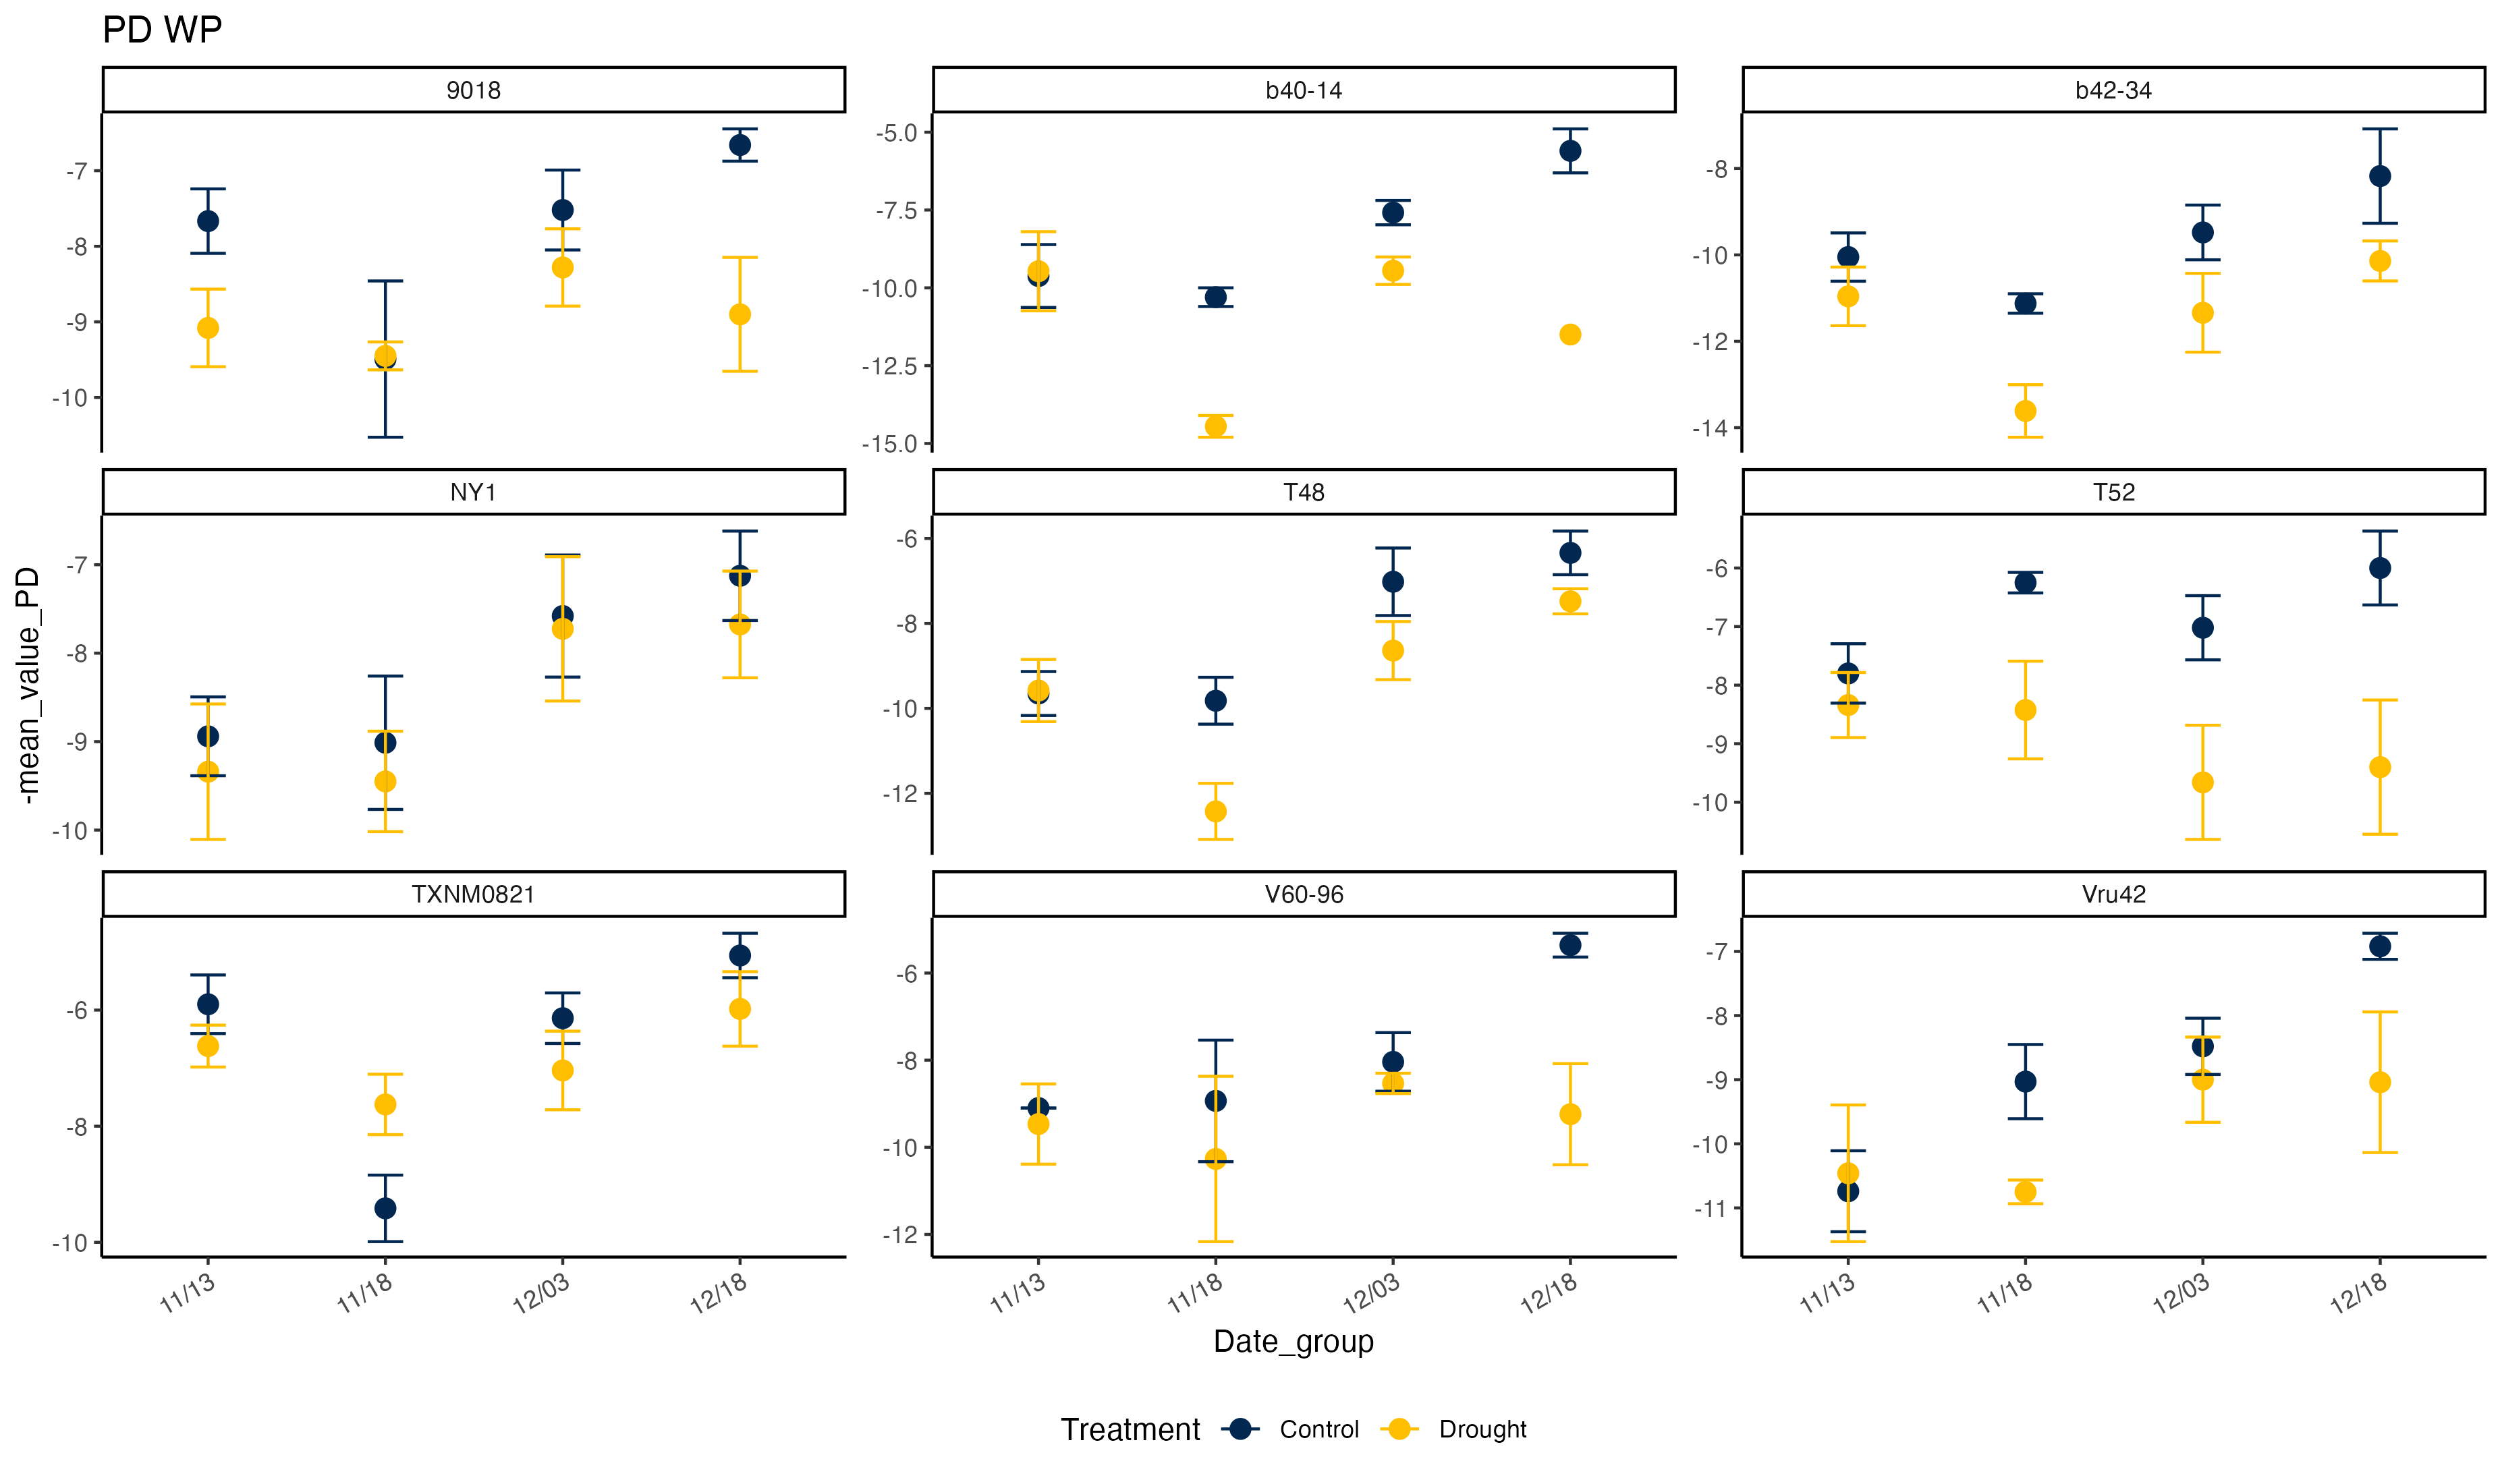 PD WP
9018
b40-14
b42-34
-7
-8
-9
-10
-5.0
-7.5
-10.0
-12.5
-15.0
-8
-10
-12
-14
NY1
T48
T52
-7
-8
-9
-10
-6
-8
-10
-12
-6
-7
-8
-9
-10
TXNM0821
V60-96
Vru42
-6
-8
-10
-6
-8
-10
-12
-7
-8
-9
-10
-11
-mean_value_PD
11/13 11/18 12/03 12/18
11/13 11/18 12/03 12/18
11/13 11/18 12/03 12/18
Date_group
Treatment Control Drought